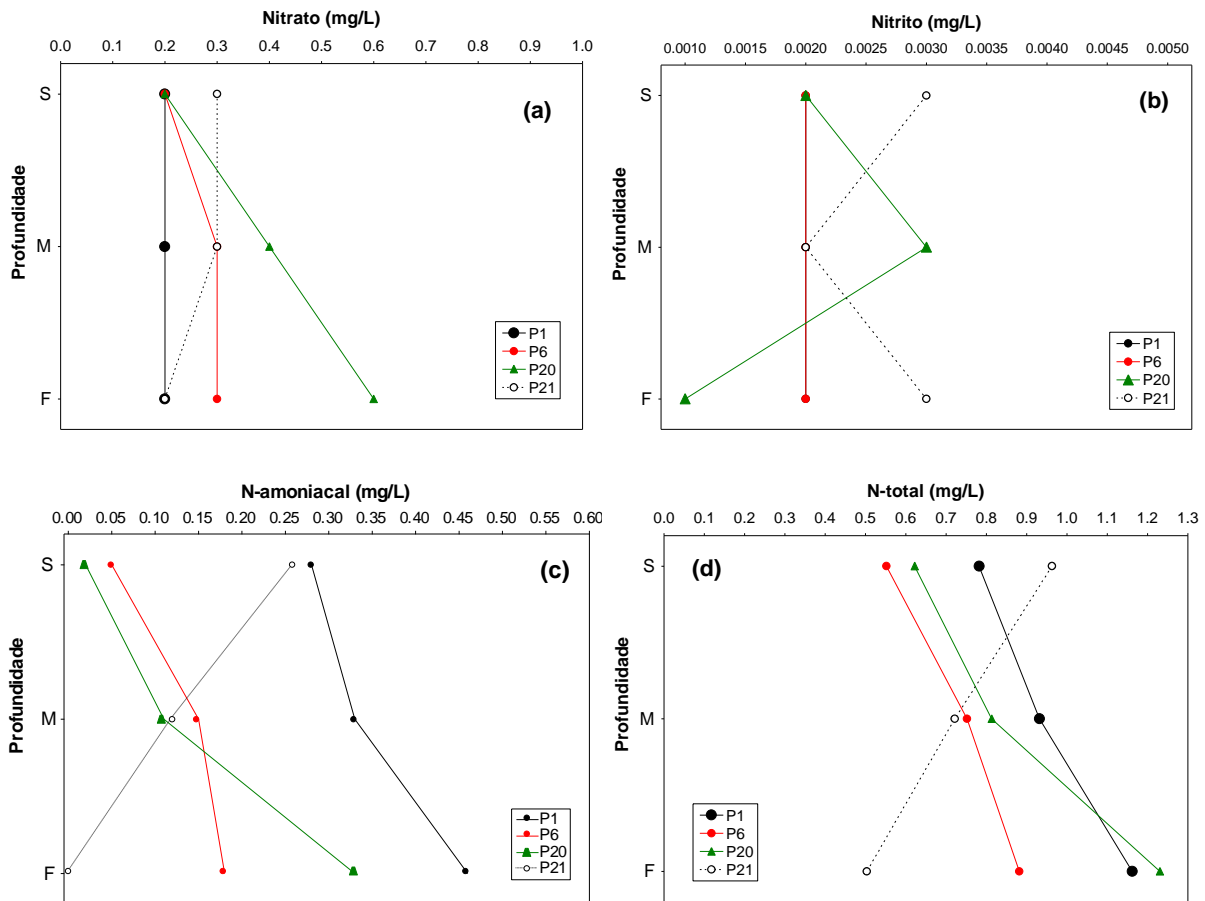 Nitrato (mg/L)
0.0 0.1 0.2 0.3 0.4 0.5 0.6 0.7 0.8 0.9 1.0
S
(a)
Profundidade
M
P1
P6
P20
P21
F
Nitrito (mg/L)
0.0010 0.0015 0.0020 0.0025 0.0030 0.0035 0.0040 0.0045 0.0050
S
(b)
Profundidade
M
P1
P6
P20
P21
F
N-amoniacal (mg/L)
0.00 0.05 0.10 0.15 0.20 0.25 0.30 0.35 0.40 0.45 0.50 0.55 0.60
S
(c)
Profundidade
M
P1
P6
P20
P21
F
N-total (mg/L)
0.0 0.1 0.2 0.3 0.4 0.5 0.6 0.7 0.8 0.9 1.0 1.1 1.2 1.3
S
(d)
Profundidade
M
P1
P6
P20
P21
F